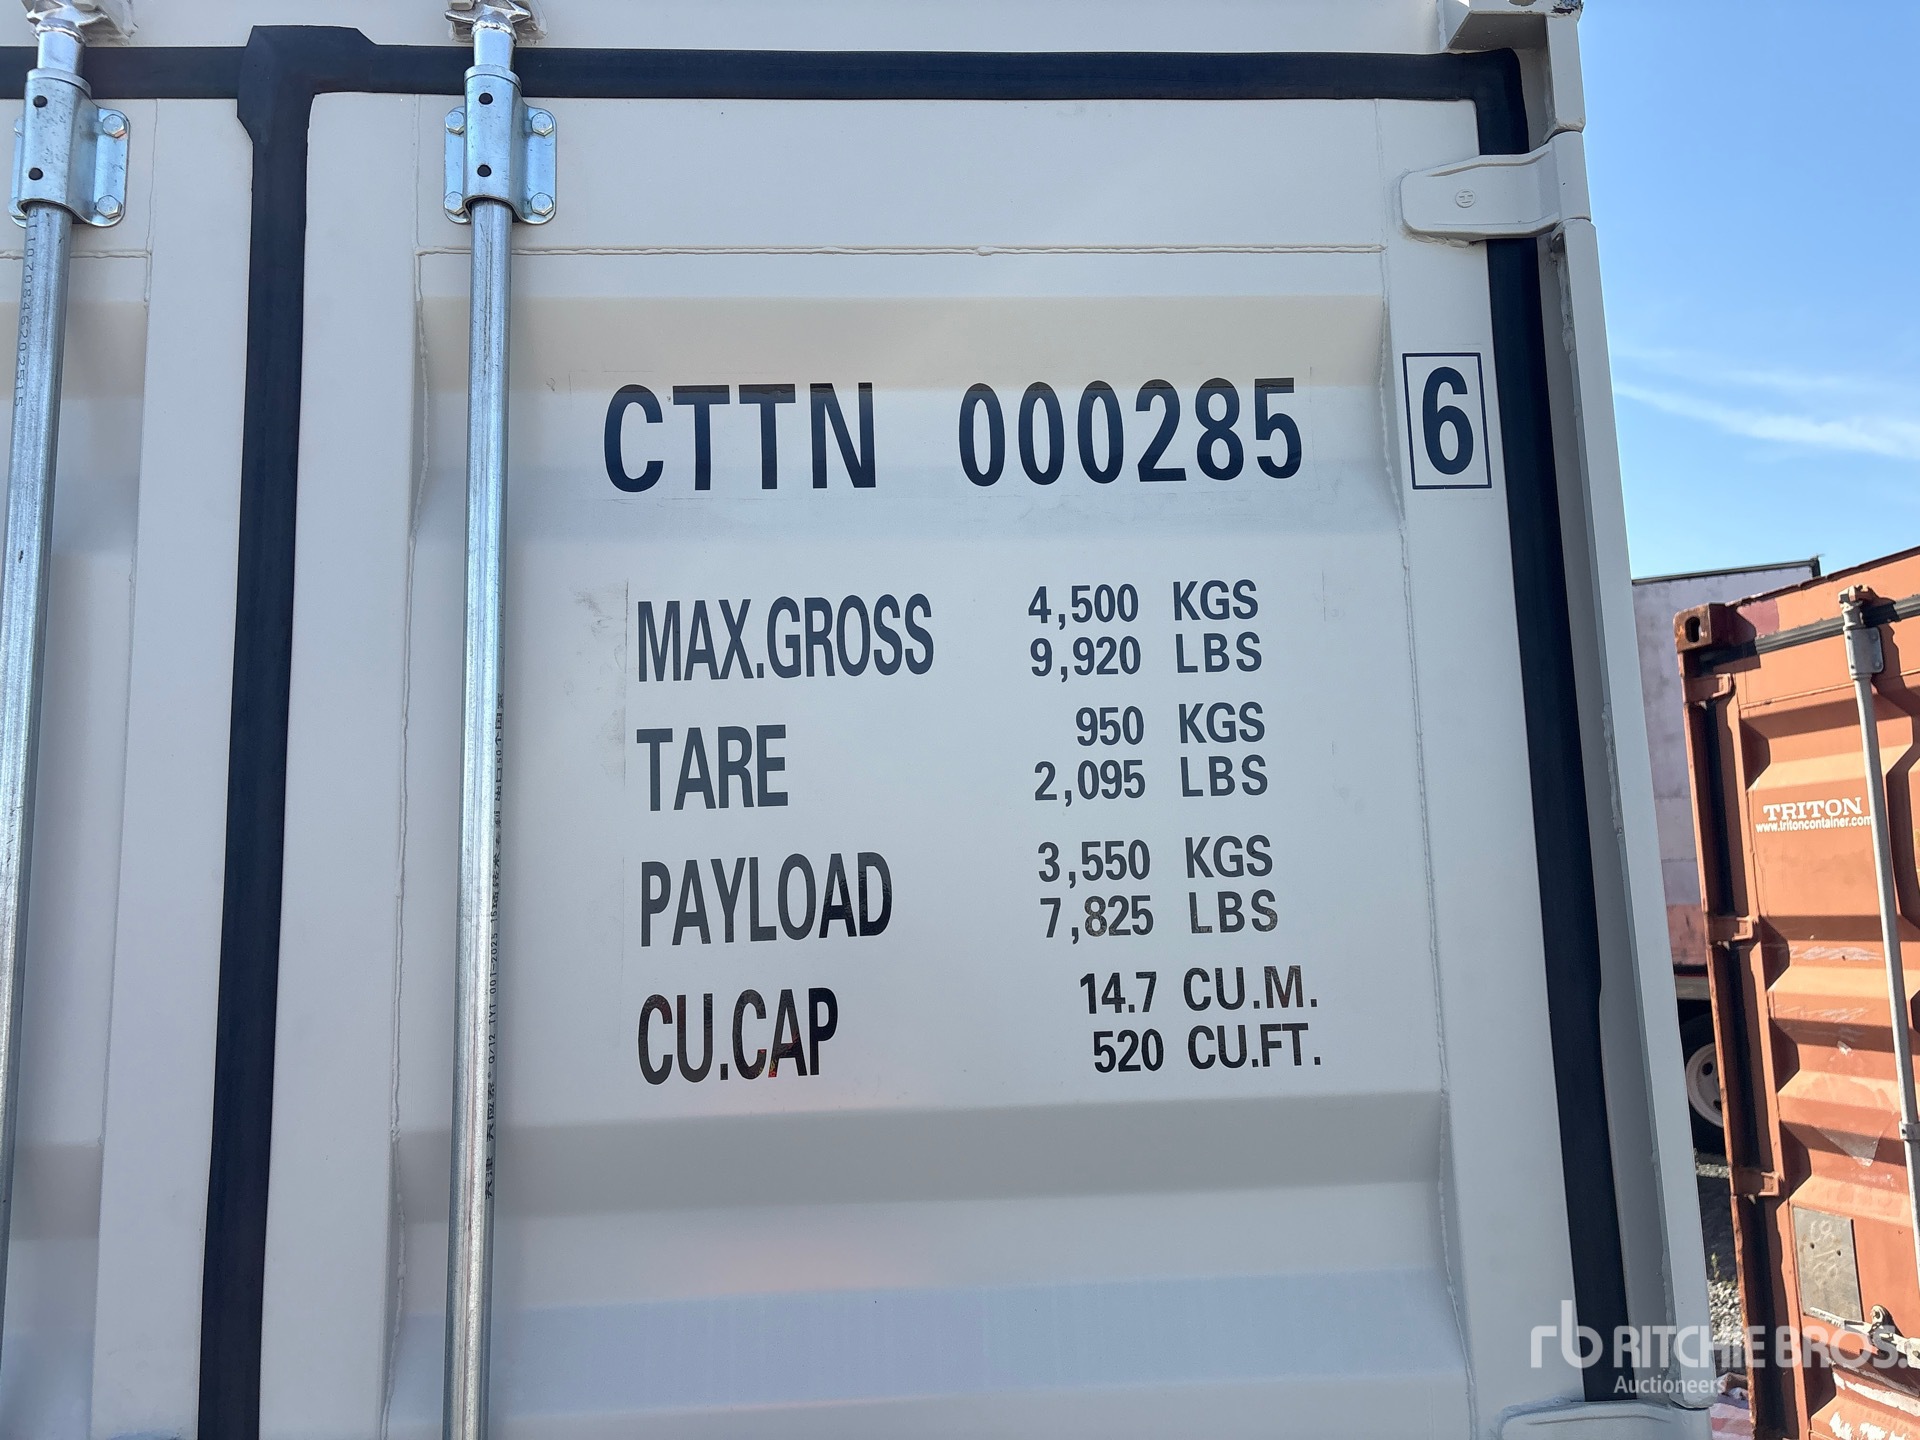 CTTN 000285 6
MAX.GROSS 4,500 KGS
9,920 LBS
TARE 950 KGS
2,095 LBS
PAYLOAD 3,550 KGS
7,825 LBS
CU.CAP 14.7 CU.M.
520 CU.FT.
TRITON
www.tritoncontainer.com
rb RITCHIE BROS.
Auctioneers